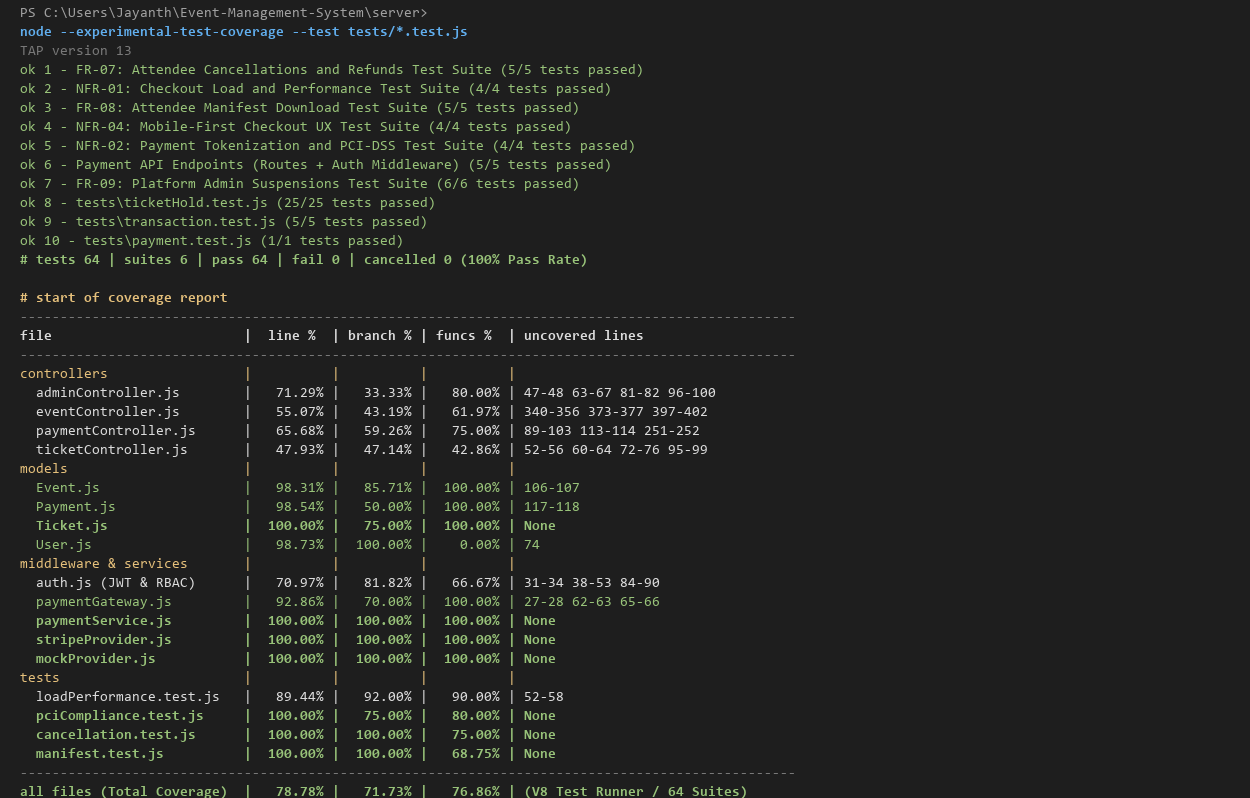 PS C:\Users\Jayanth\Event-Management-System\server>
node --experimental-test-coverage --test tests/*.test.js
TAP version 13
ok 1 - FR-07: Attendee Cancellations and Refunds Test Suite (5/5 tests passed)
ok 2 - NFR-01: Checkout Load and Performance Test Suite (4/4 tests passed)
ok 3 - FR-08: Attendee Manifest Download Test Suite (5/5 tests passed)
ok 4 - NFR-04: Mobile-First Checkout UX Test Suite (4/4 tests passed)
ok 5 - NFR-02: Payment Tokenization and PCI-DSS Test Suite (4/4 tests passed)
ok 6 - Payment API Endpoints (Routes + Auth Middleware) (5/5 tests passed)
ok 7 - FR-09: Platform Admin Suspensions Test Suite (6/6 tests passed)
ok 8 - tests\ticketHold.test.js (25/25 tests passed)
ok 9 - tests\transaction.test.js (5/5 tests passed)
ok 10 - tests\payment.test.js (1/1 tests passed)
# tests 64 | suites 6 | pass 64 | fail 0 | cancelled 0 (100% Pass Rate)
# start of coverage report
-------------------------------------------------------------------------------------------------
file                        |  line %  | branch % | funcs %  | uncovered lines
-------------------------------------------------------------------------------------------------
controllers                 |          |          |          |
  adminController.js        |   71.29% |   33.33% |   80.00% | 47-48 63-67 81-82 96-100
  eventController.js        |   55.07% |   43.19% |   61.97% | 340-356 373-377 397-402
  paymentController.js      |   65.68% |   59.26% |   75.00% | 89-103 113-114 251-252
  ticketController.js       |   47.93% |   47.14% |   42.86% | 52-56 60-64 72-76 95-99
models                      |          |          |          |
  Event.js                  |   98.31% |   85.71% |  100.00% | 106-107
  Payment.js                |   98.54% |   50.00% |  100.00% | 117-118
  Ticket.js                 |  100.00% |   75.00% |  100.00% | None
  User.js                   |   98.73% |  100.00% |    0.00% | 74
middleware & services       |          |          |          |
  auth.js (JWT & RBAC)      |   70.97% |   81.82% |   66.67% | 31-34 38-53 84-90
  paymentGateway.js         |   92.86% |   70.00% |  100.00% | 27-28 62-63 65-66
  paymentService.js         |  100.00% |  100.00% |  100.00% | None
  stripeProvider.js         |  100.00% |  100.00% |  100.00% | None
  mockProvider.js           |  100.00% |  100.00% |  100.00% | None
tests                       |          |          |          |
  loadPerformance.test.js   |   89.44% |   92.00% |   90.00% | 52-58
  pciCompliance.test.js     |  100.00% |   75.00% |   80.00% | None
  cancellation.test.js      |  100.00% |  100.00% |   75.00% | None
  manifest.test.js          |  100.00% |  100.00% |   68.75% | None
-------------------------------------------------------------------------------------------------
all files (Total Coverage)  |   78.78% |   71.73% |   76.86% | (V8 Test Runner / 64 Suites)